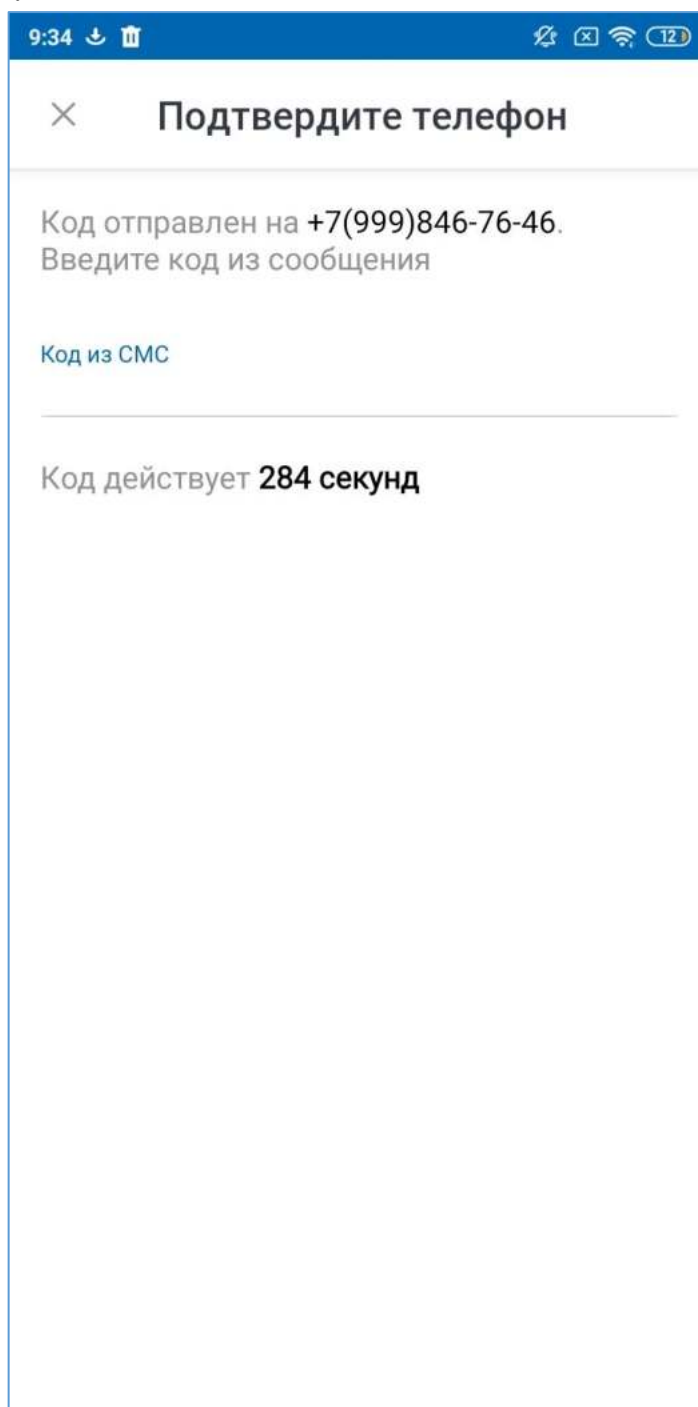 9:34
12
Подтвердите телефон
Код отправлен на +7(999)846-76-46.
Введите код из сообщения
Код из СМС
Код действует 284 секунд